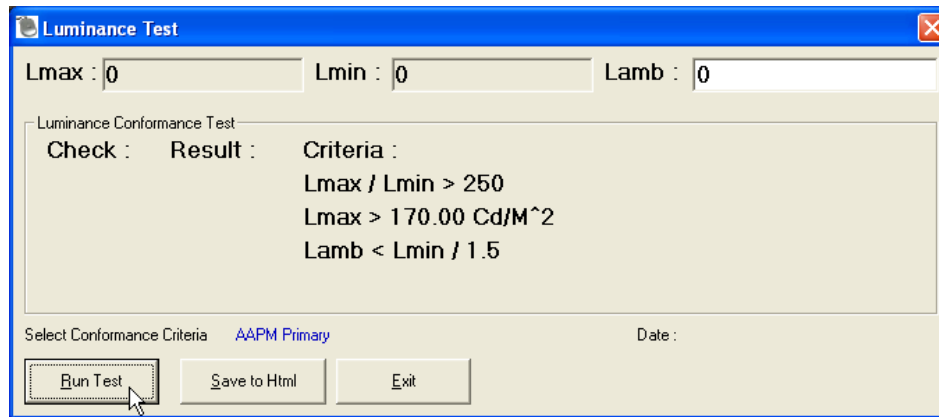 Luminance Test
Lmax : 0 Lmin : 0 Lamb : 0
Luminance Conformance Test
Check : Result : Criteria :
Lmax / Lmin > 250
Lmax > 170.00 Cd/M^2
Lamb < Lmin / 1.5
Select Conformance Criteria AAPM Primary Date :
Run Test Save to Html Exit